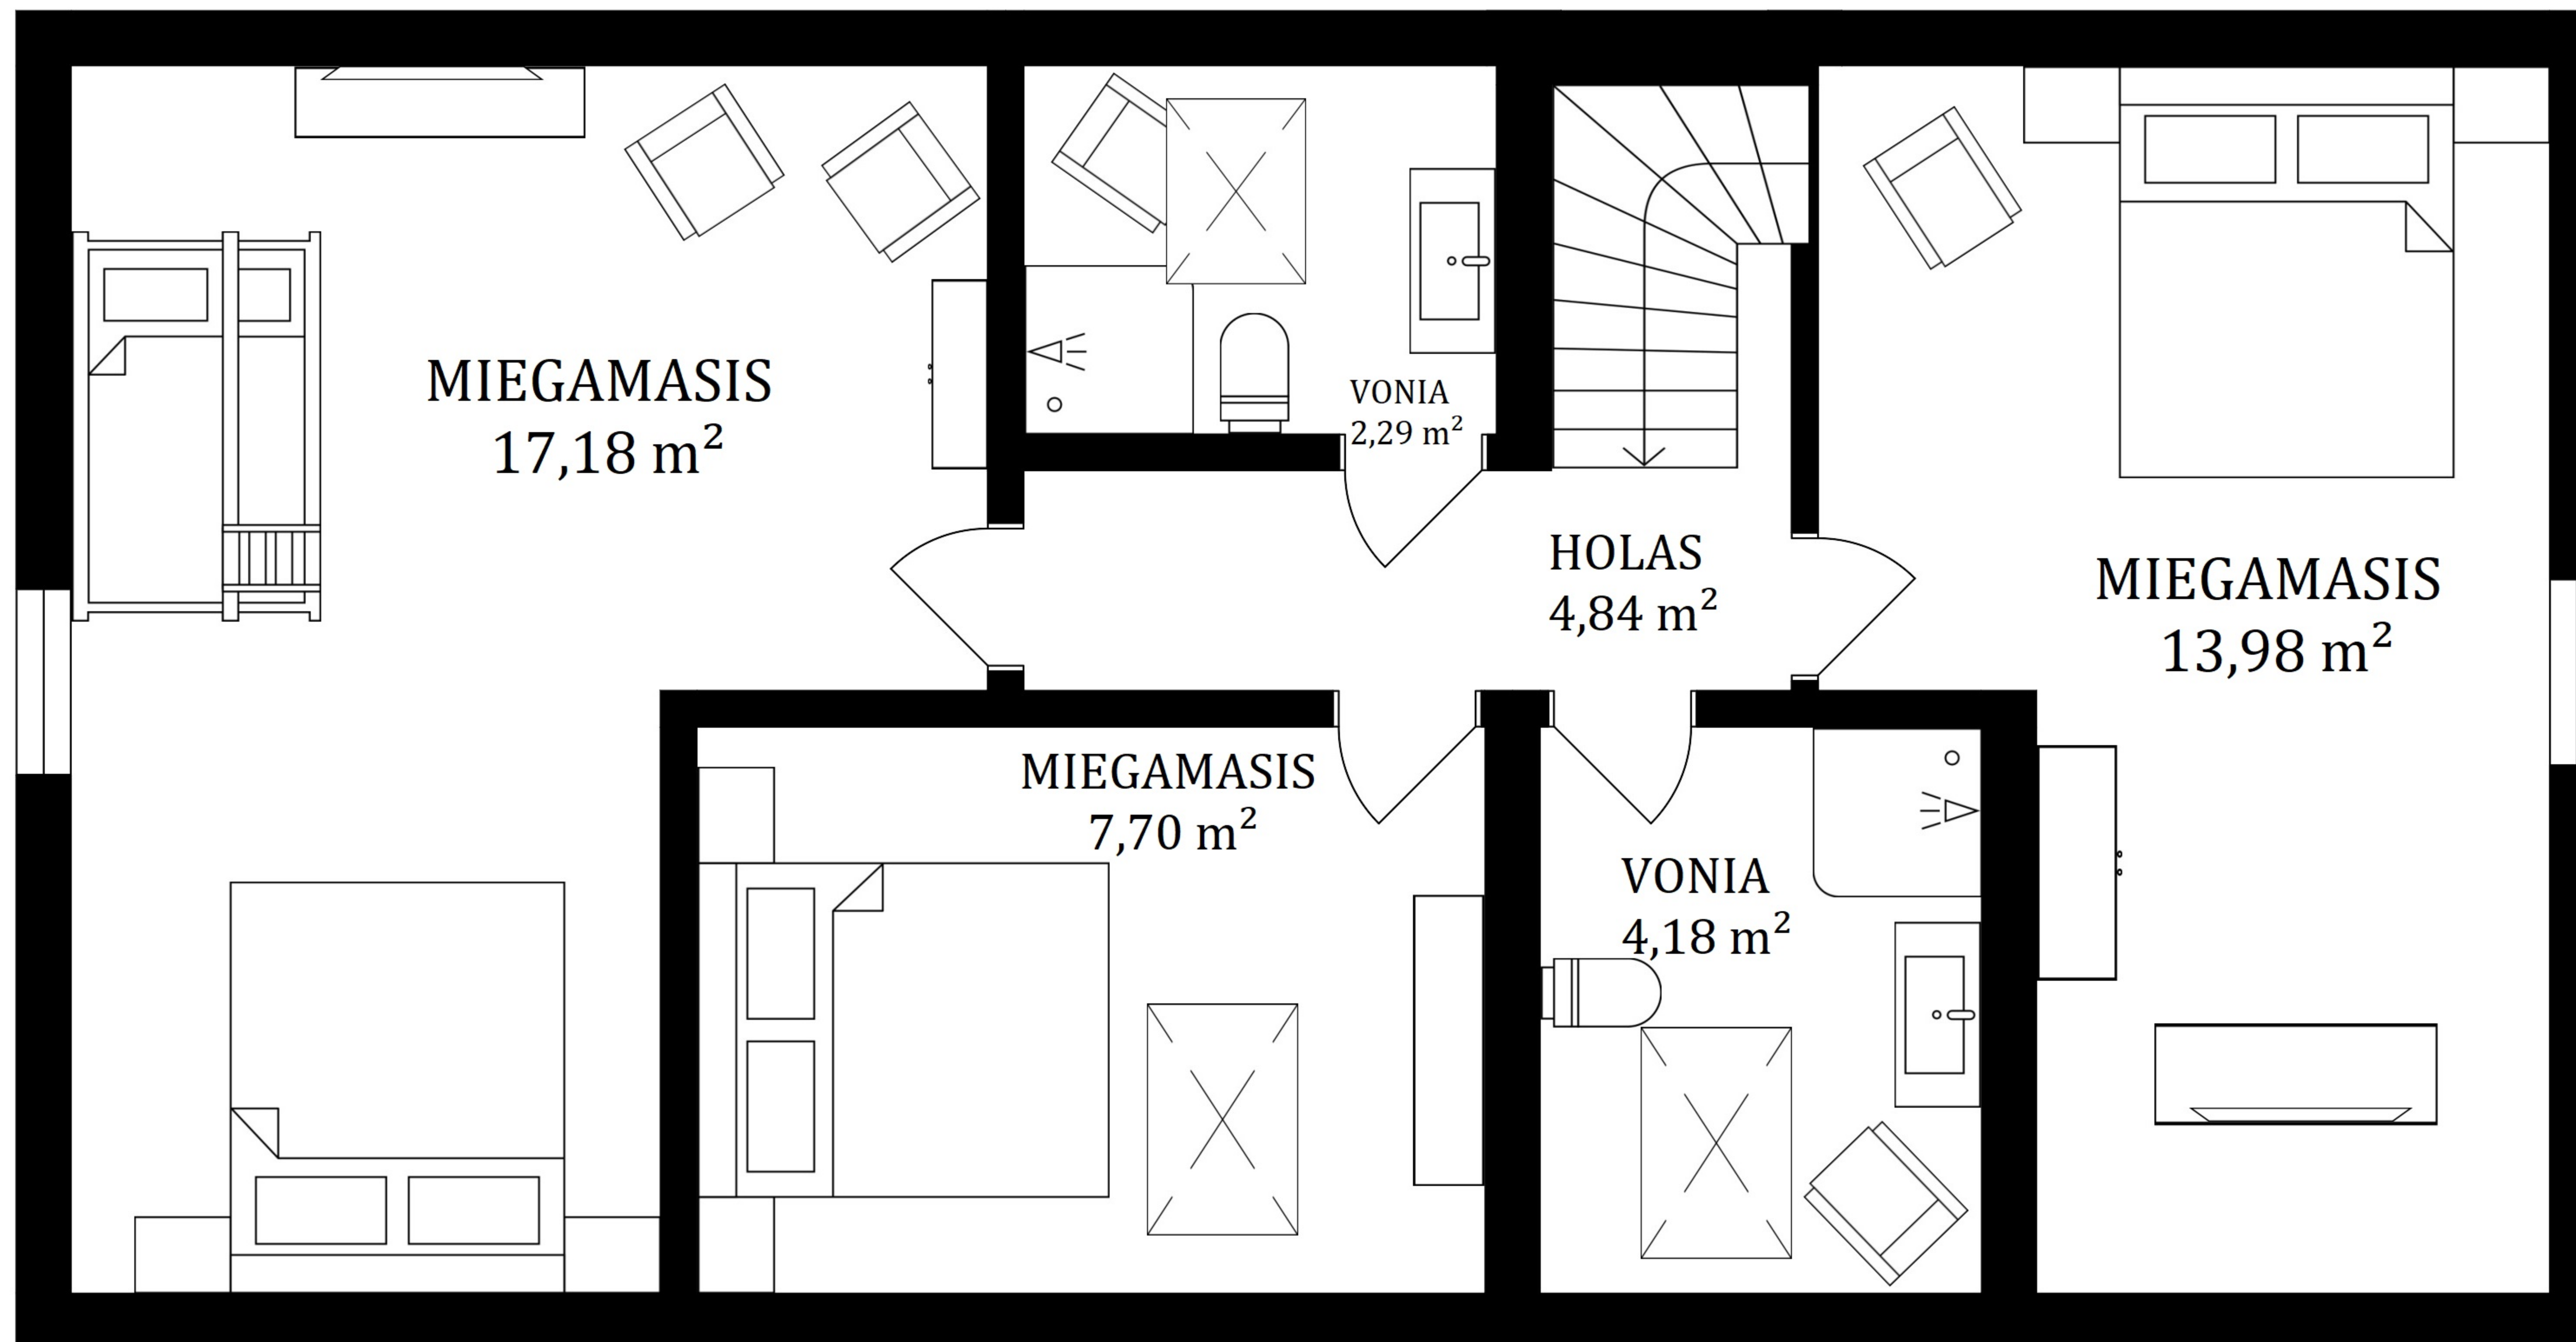 MIEGAMASIS
17,18 m²
VONIA
2,29 m²
HOLAS
4,84 m²
MIEGAMASIS
13,98 m²
MIEGAMASIS
7,70 m²
VONIA
4,18 m²